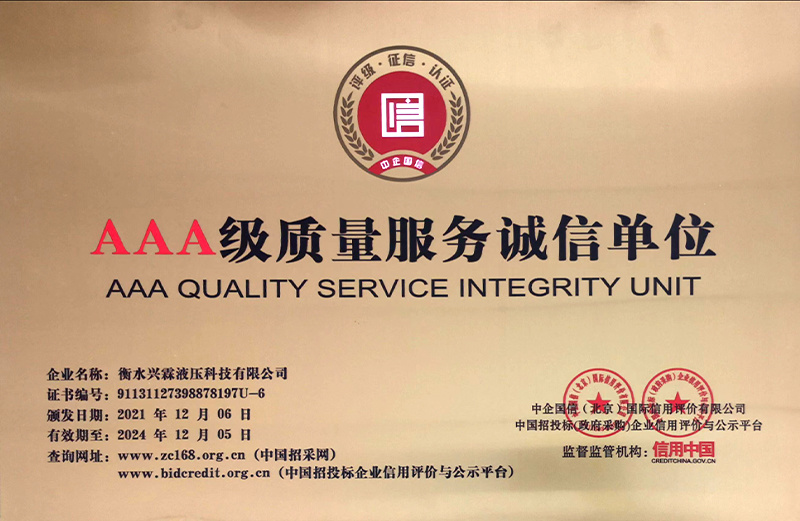 评级·征信·认证
信
中企国信
AAA级质量服务诚信单位
AAA QUALITY SERVICE INTEGRITY UNIT
企业名称：衡水兴霖液压科技有限公司
证书编号：91131127398878197U-6
颁发日期：2021 年 12 月 06 日
有效期至：2024 年 12 月 05 日
查询网址：www.zc168.org.cn (中国招采网)
www.bidcredit.org.cn (中国招投标企业信用评价与公示平台)
中企国信（北京）国际信用评价有限公司
中国招投标(政府采购)企业信用评价与公示平台
监督监管机构：信用中国
CREDITCHINA.GOV.CN